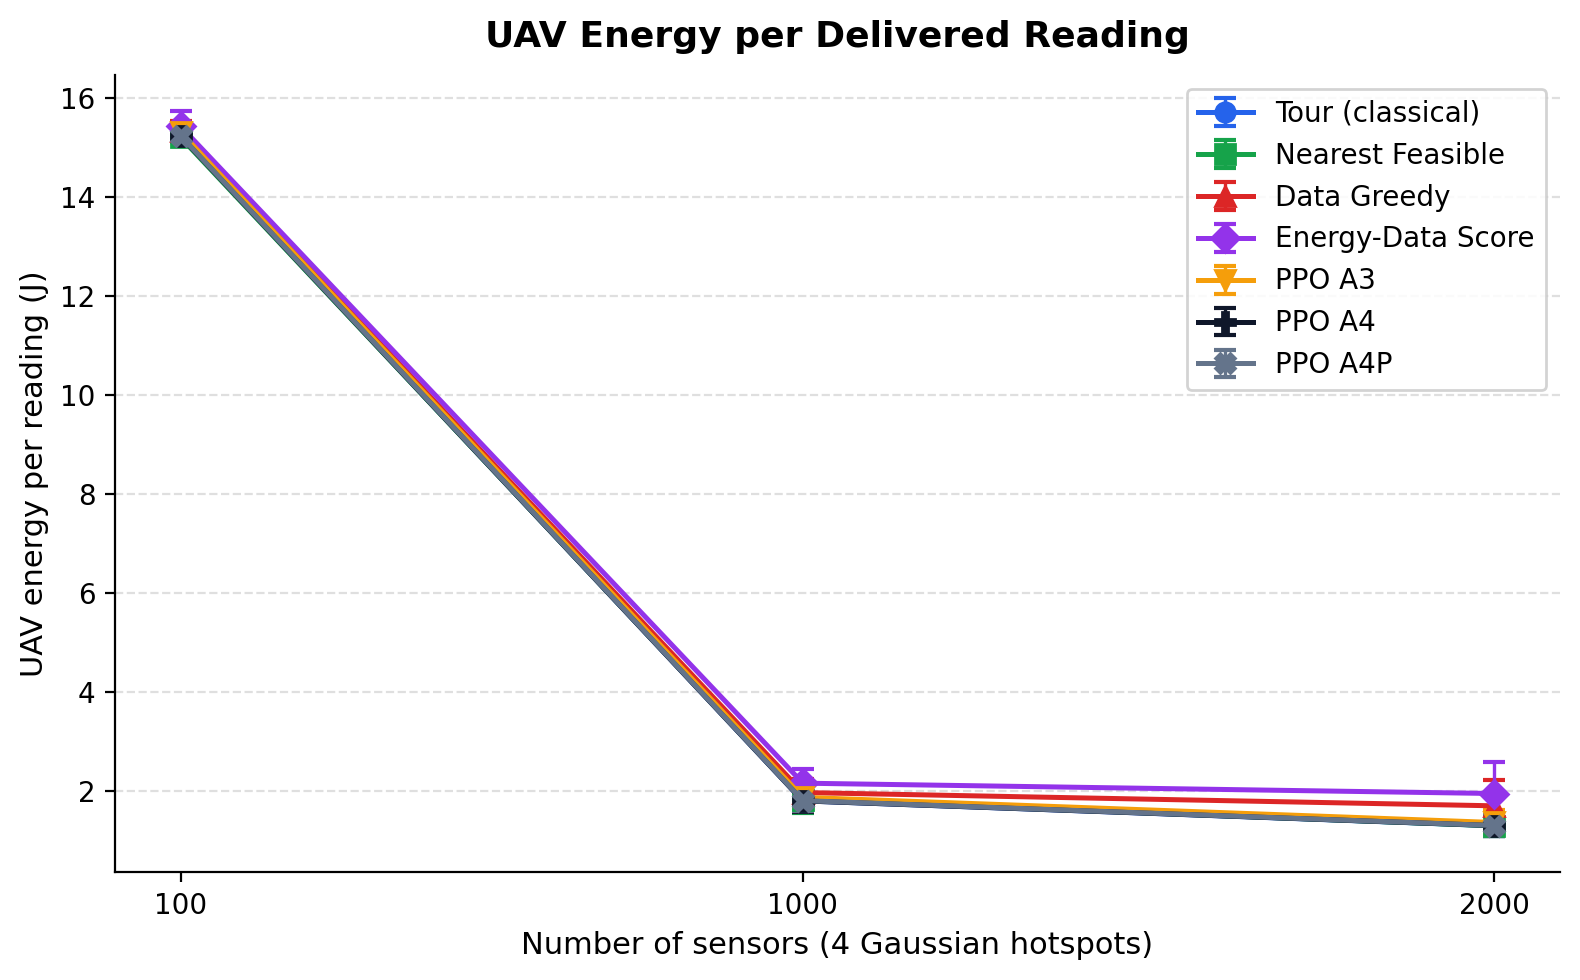 UAV Energy per Delivered Reading
UAV energy per reading (J)
16
14
12
10
8
6
4
2
Tour (classical)
Nearest Feasible
Data Greedy
Energy-Data Score
PPO A3
PPO A4
PPO A4P
100
1000
2000
Number of sensors (4 Gaussian hotspots)